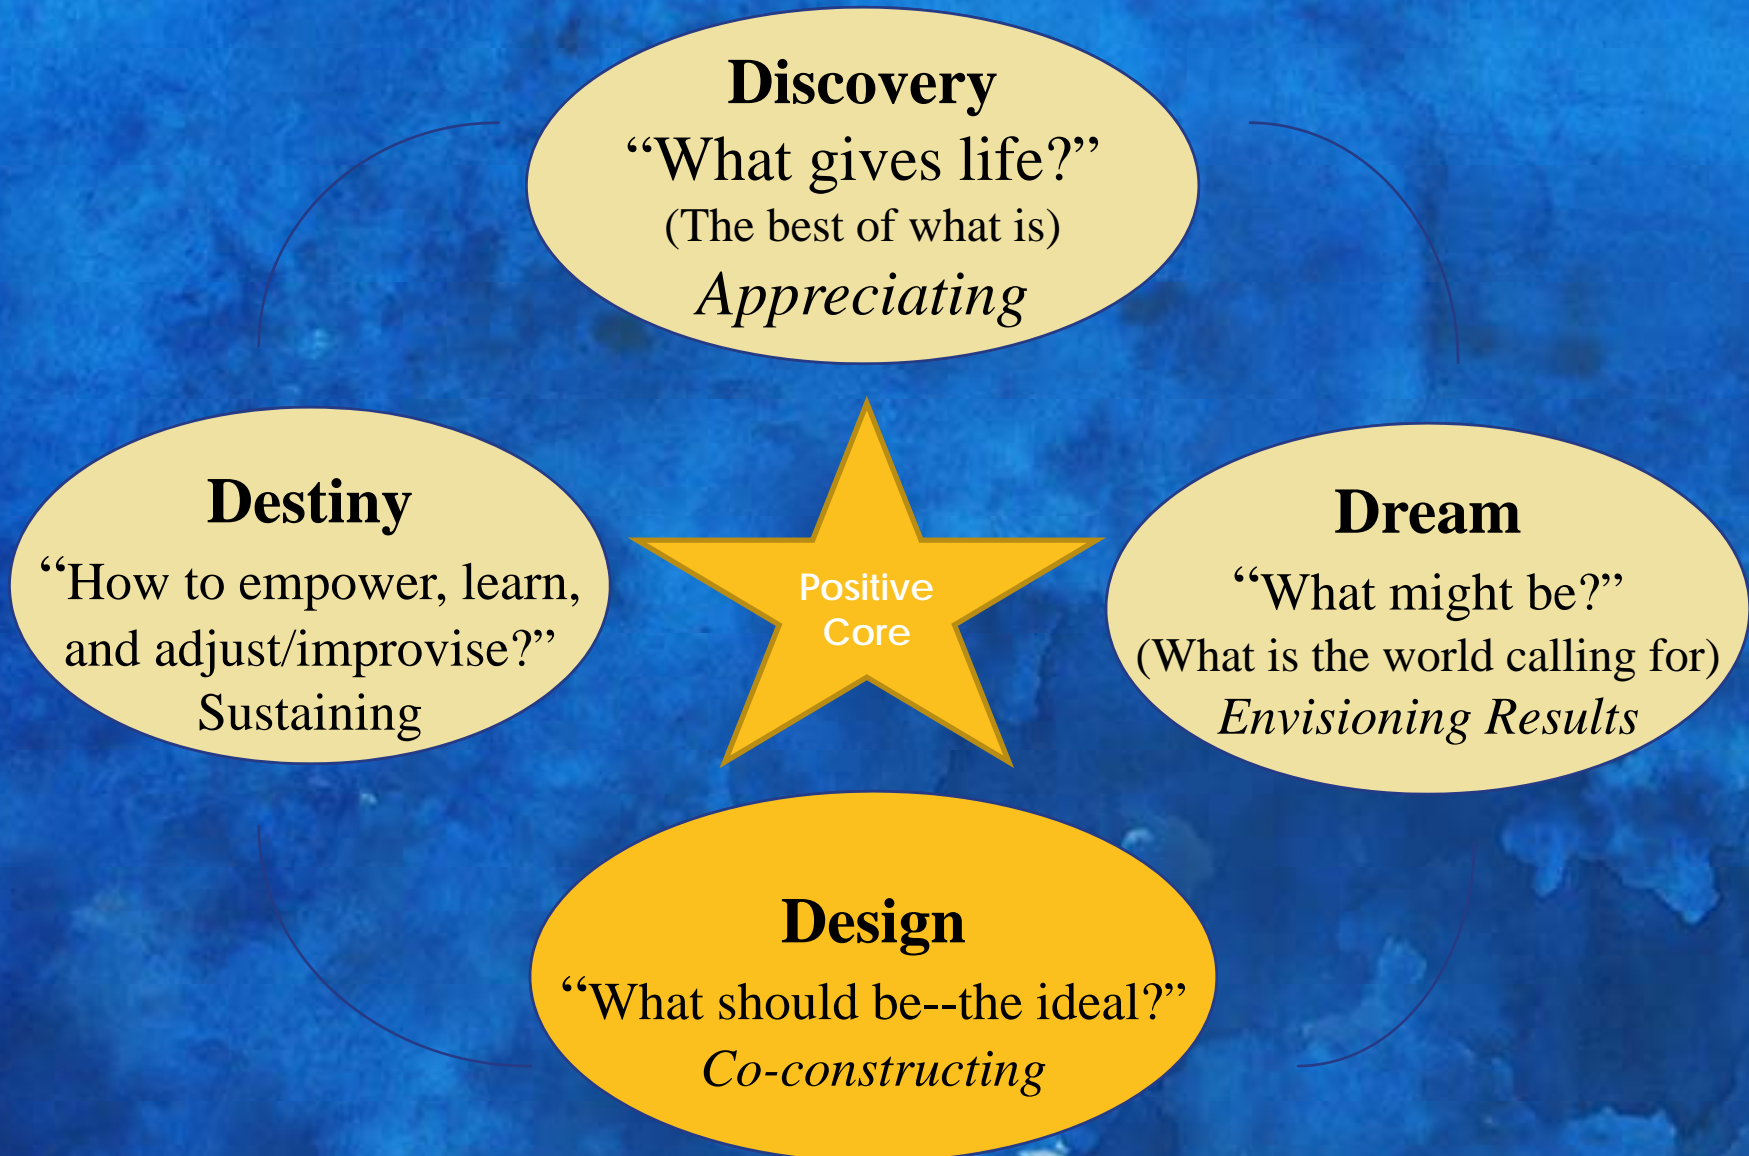 Discovery
“What gives life?”
(The best of what is)
Appreciating
Destiny
“How to empower, learn,
and adjust/improvise?”
Sustaining
Positive
Core
Dream
“What might be?”
(What is the world calling for)
Envisioning Results
Design
“What should be--the ideal?”
Co-constructing